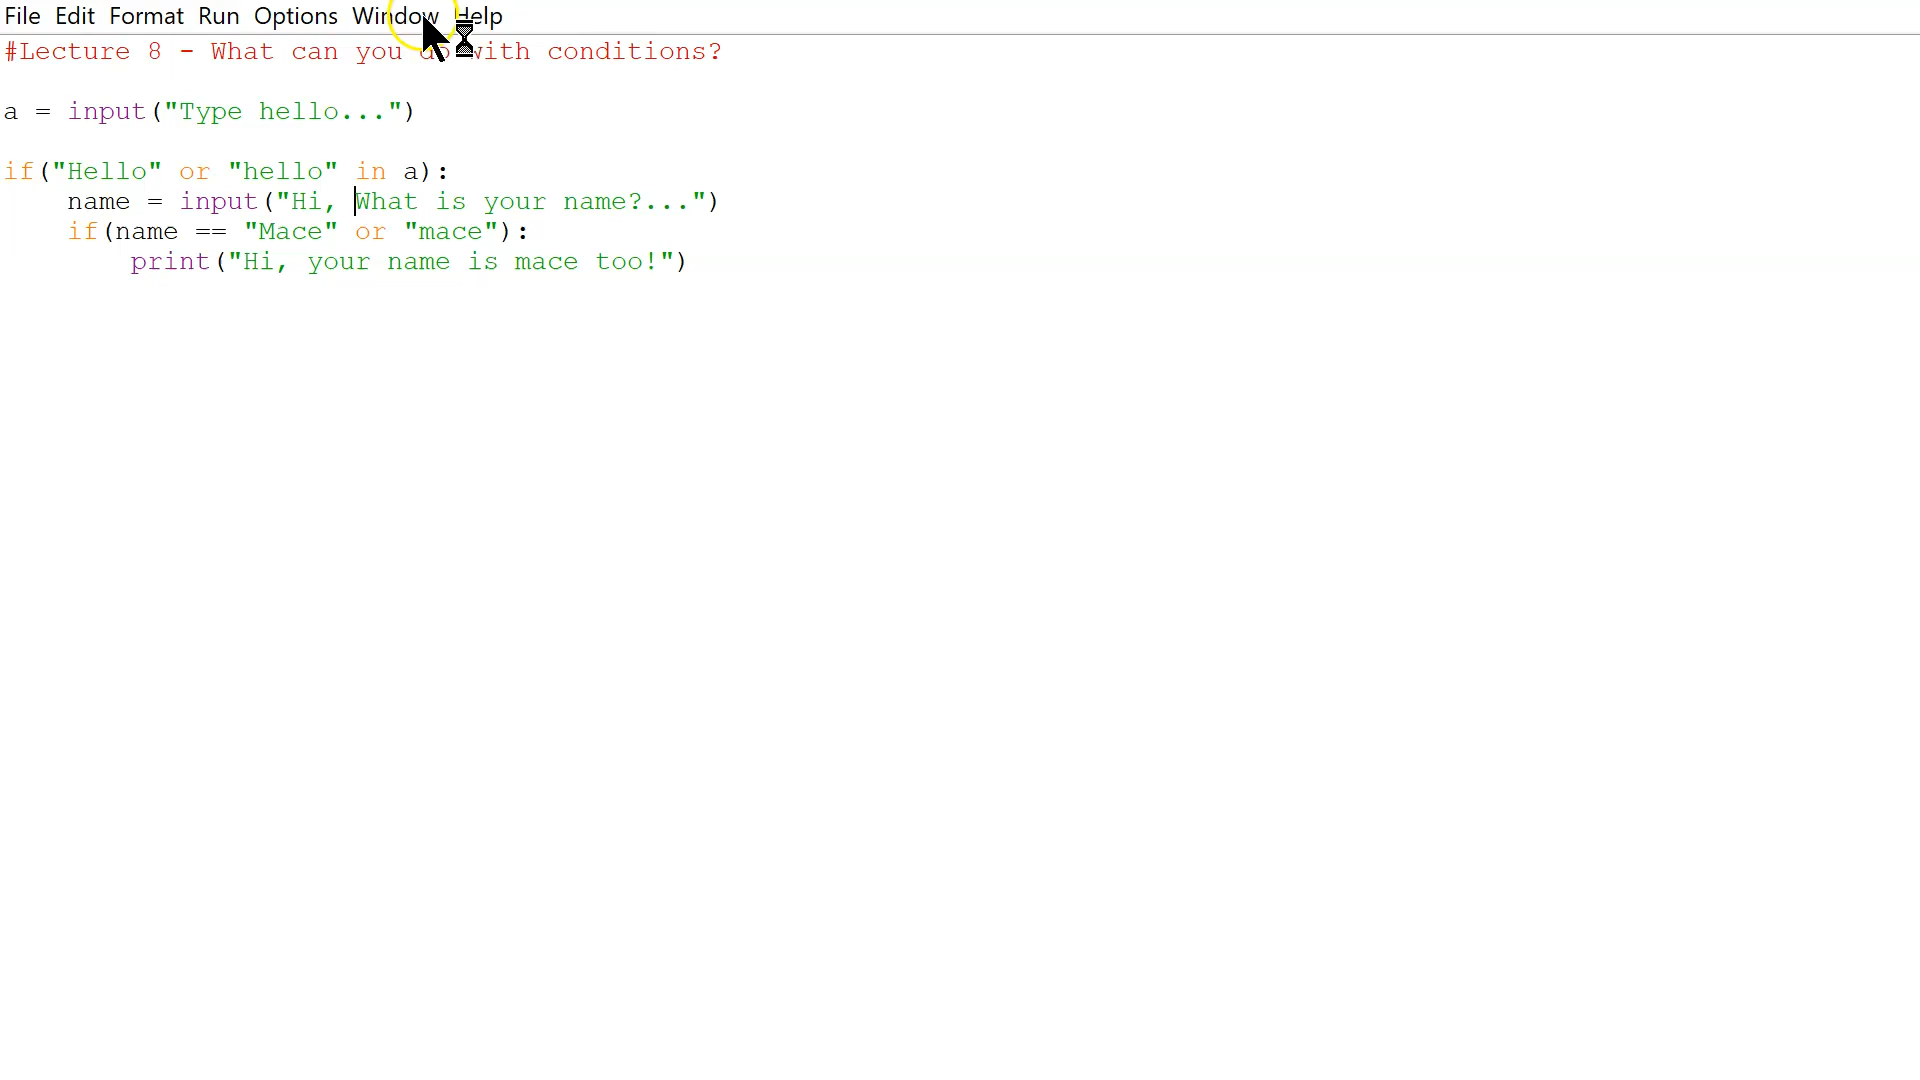 File Edit Format Run Options Window Help
#Lecture 8 - What can you do with conditions?
a = input("Type hello...")
if("Hello" or "hello" in a):
    name = input("Hi, What is your name?...")
    if(name == "Mace" or "mace"):
        print("Hi, your name is mace too!")